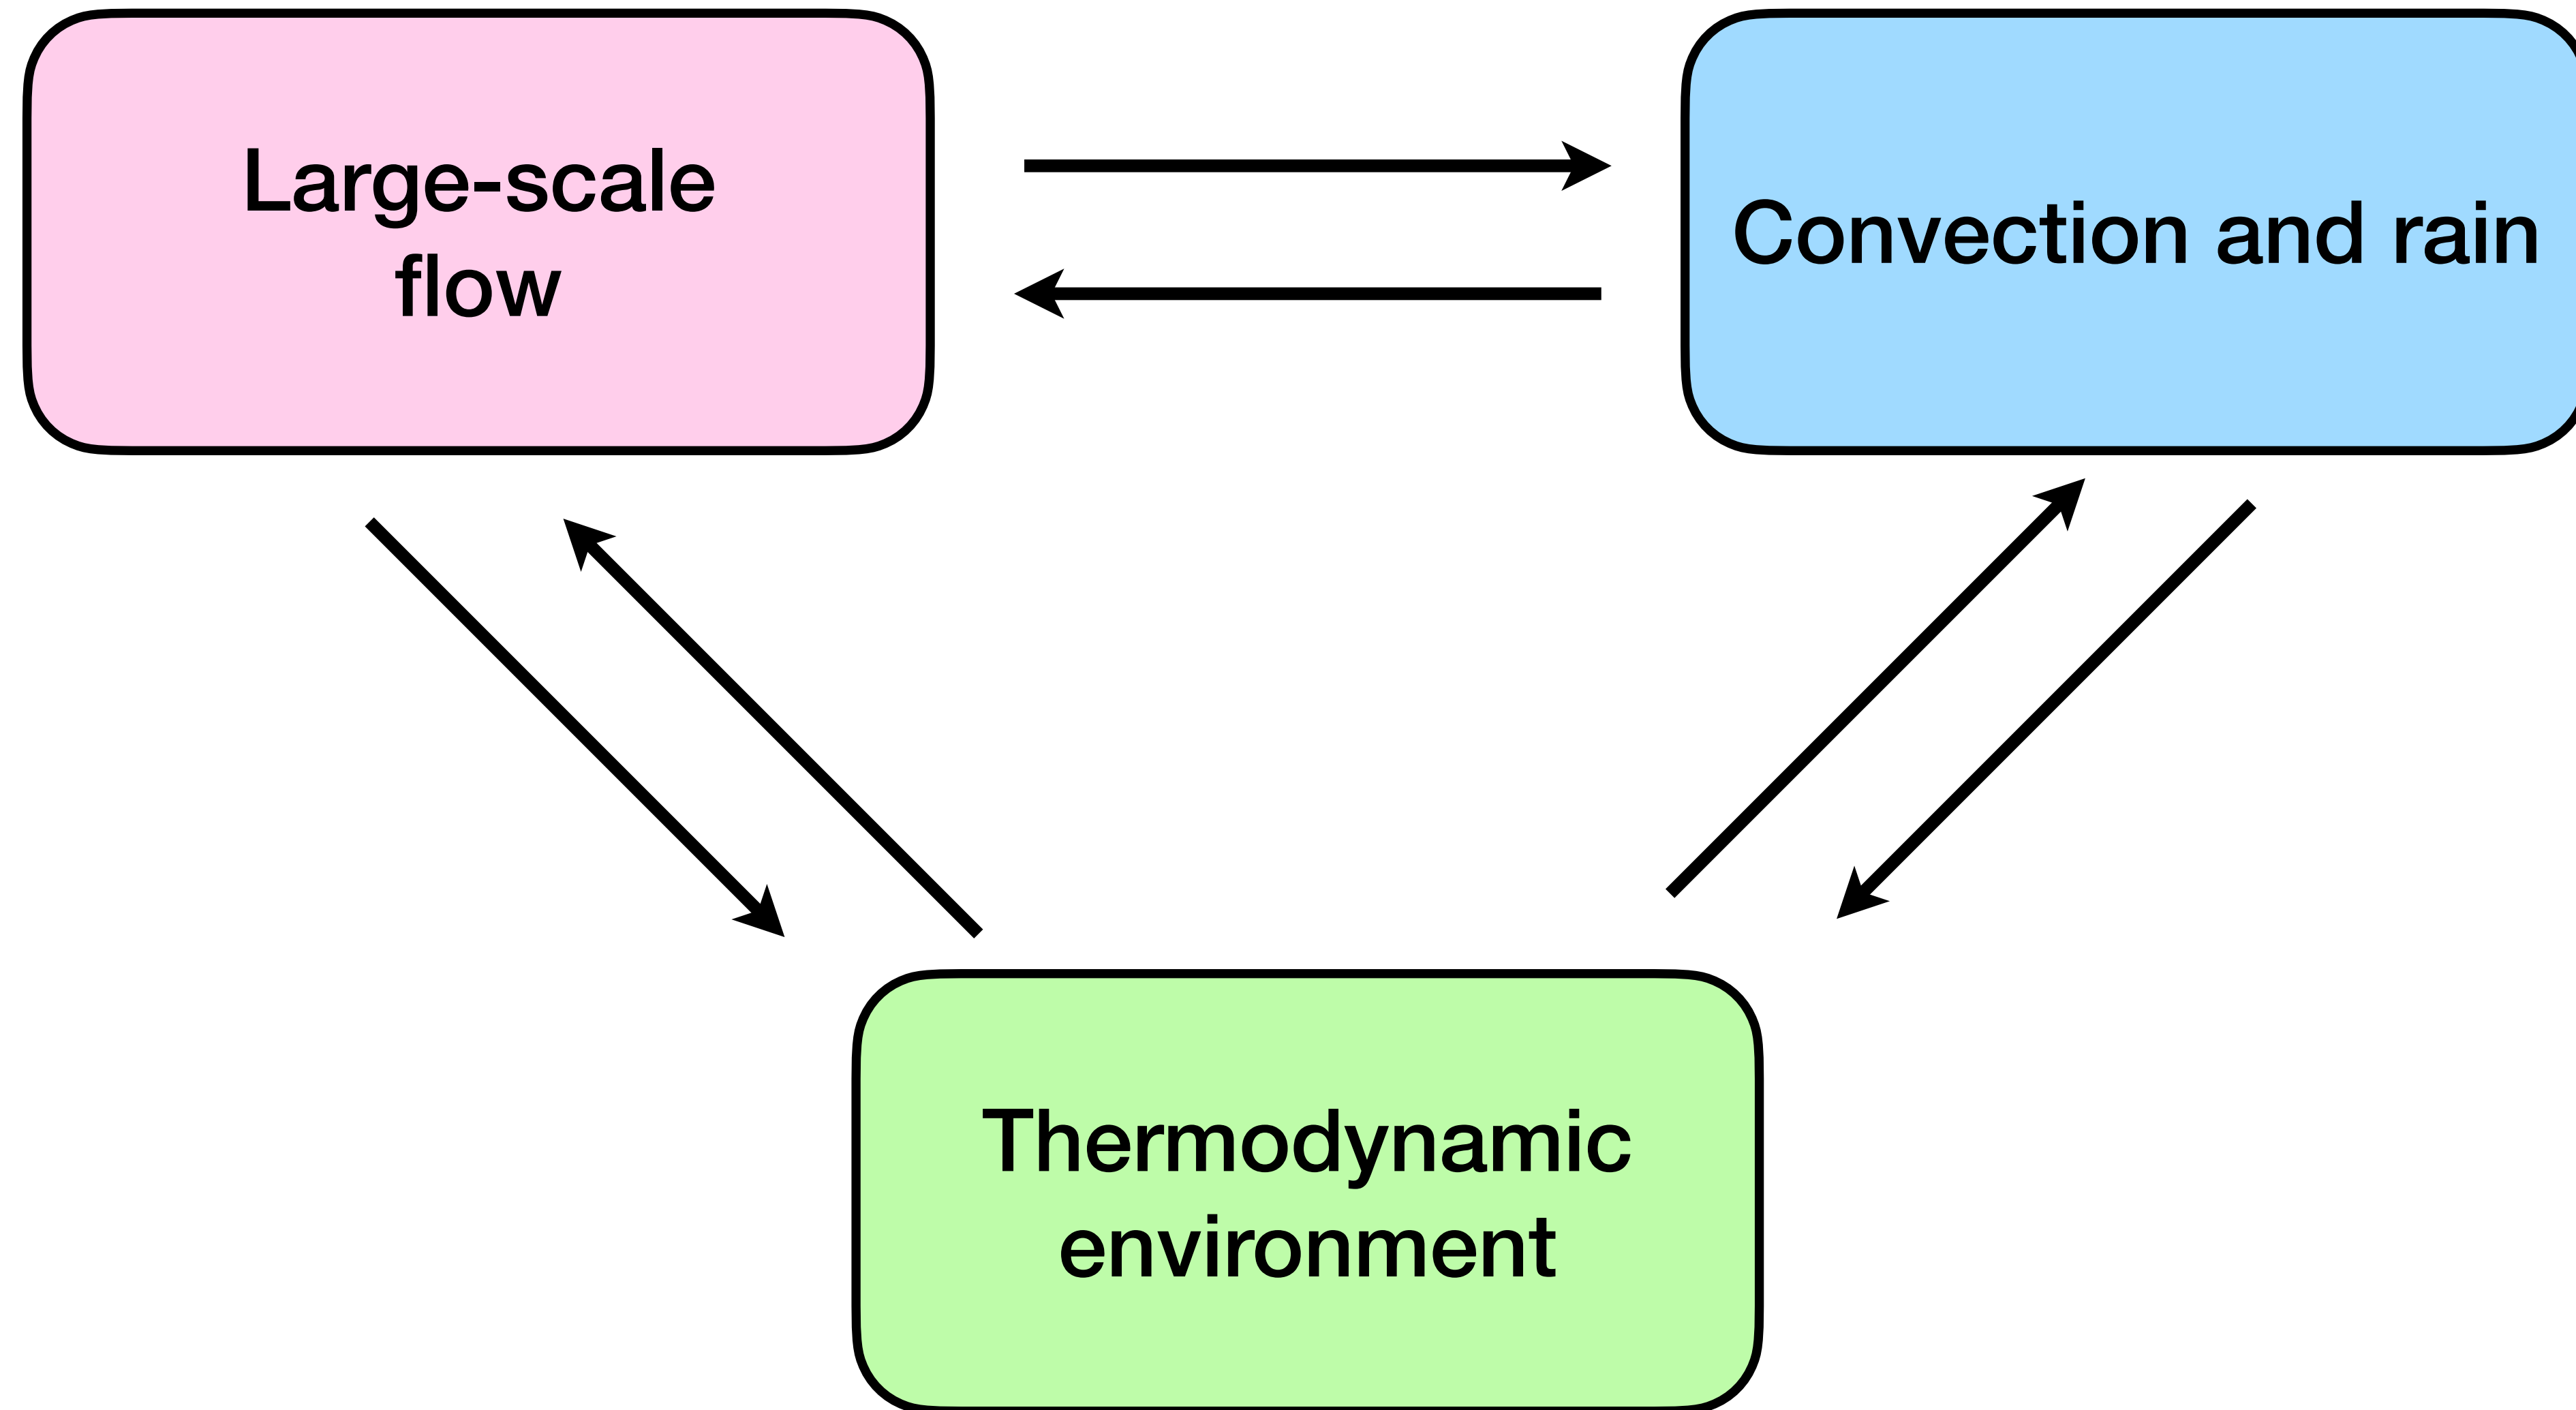 Large-scale
flow
Convection and rain
Thermodynamic
environment